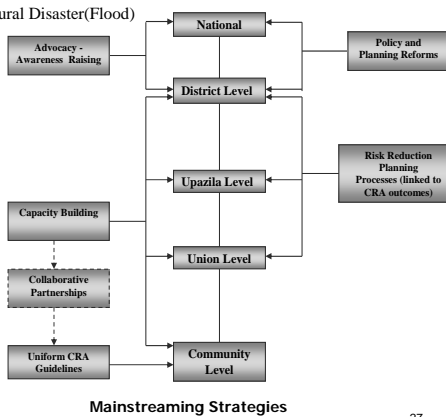 ural Disaster(Flood)
National
Advocacy -
Awareness Raising
Policy and
Planning Reforms
District Level
Risk Reduction
Planning
Processes (linked to
CRA outcomes)
Upazila Level
Capacity Building
Union Level
Collaborative
Partnerships
Uniform CRA
Guidelines
Community
Level
Mainstreaming Strategies